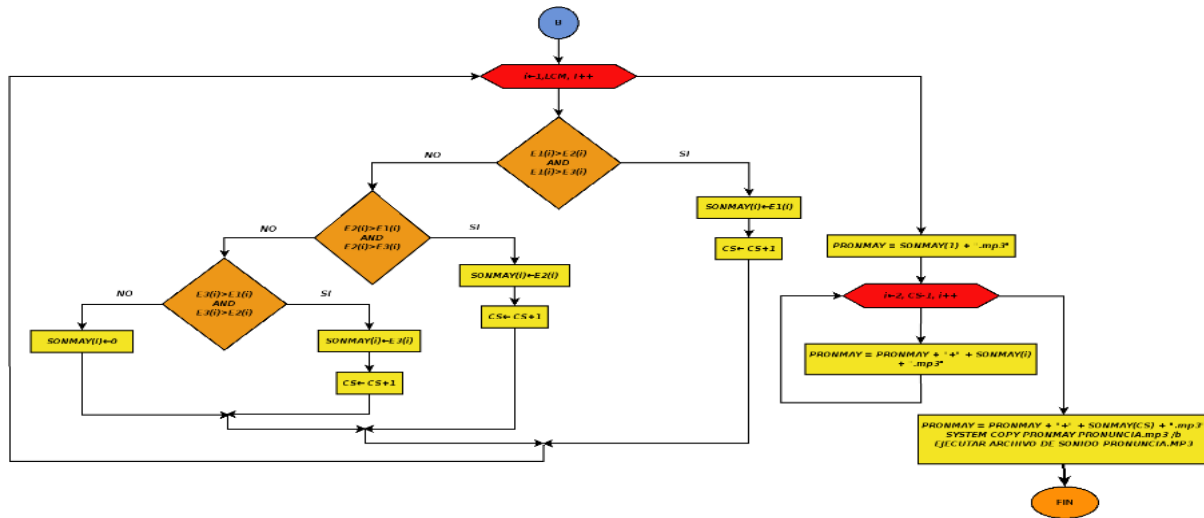 B
i←1,LCM, i++
E1(i)>E2(i)
AND
E1(i)>E3(i)
NO
SI
SONMAY(i)←E1(i)
CS← CS+1
E2(i)>E1(i)
AND
E2(i)>E3(i)
NO
SI
SONMAY(i)←E2(i)
CS← CS+1
E3(i)>E1(i)
AND
E3(i)>E2(i)
NO
SI
SONMAY(i)←0
SONMAY(i)←E3(i)
CS← CS+1
PRONMAY = SONMAY(1) + ".mp3"
i←2, CS-1, i++
PRONMAY = PRONMAY + "+" + SONMAY(i)
+ ".mp3"
PRONMAY = PRONMAY + "+" + SONMAY(CS) + ".mp3"
SYSTEM COPY PRONMAY PRONUNCIA.mp3 /b
EJECUTAR ARCHIVO DE SONIDO PRONUNCIA.MP3
FIN